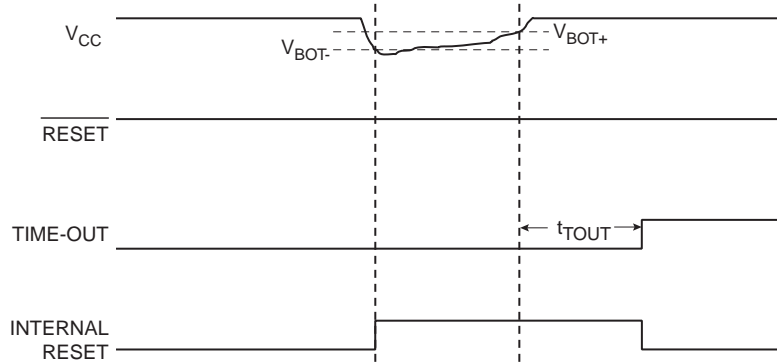 VCC
VBOT-
VBOT+
RESET
TIME-OUT
tTOUT
INTERNAL
RESET